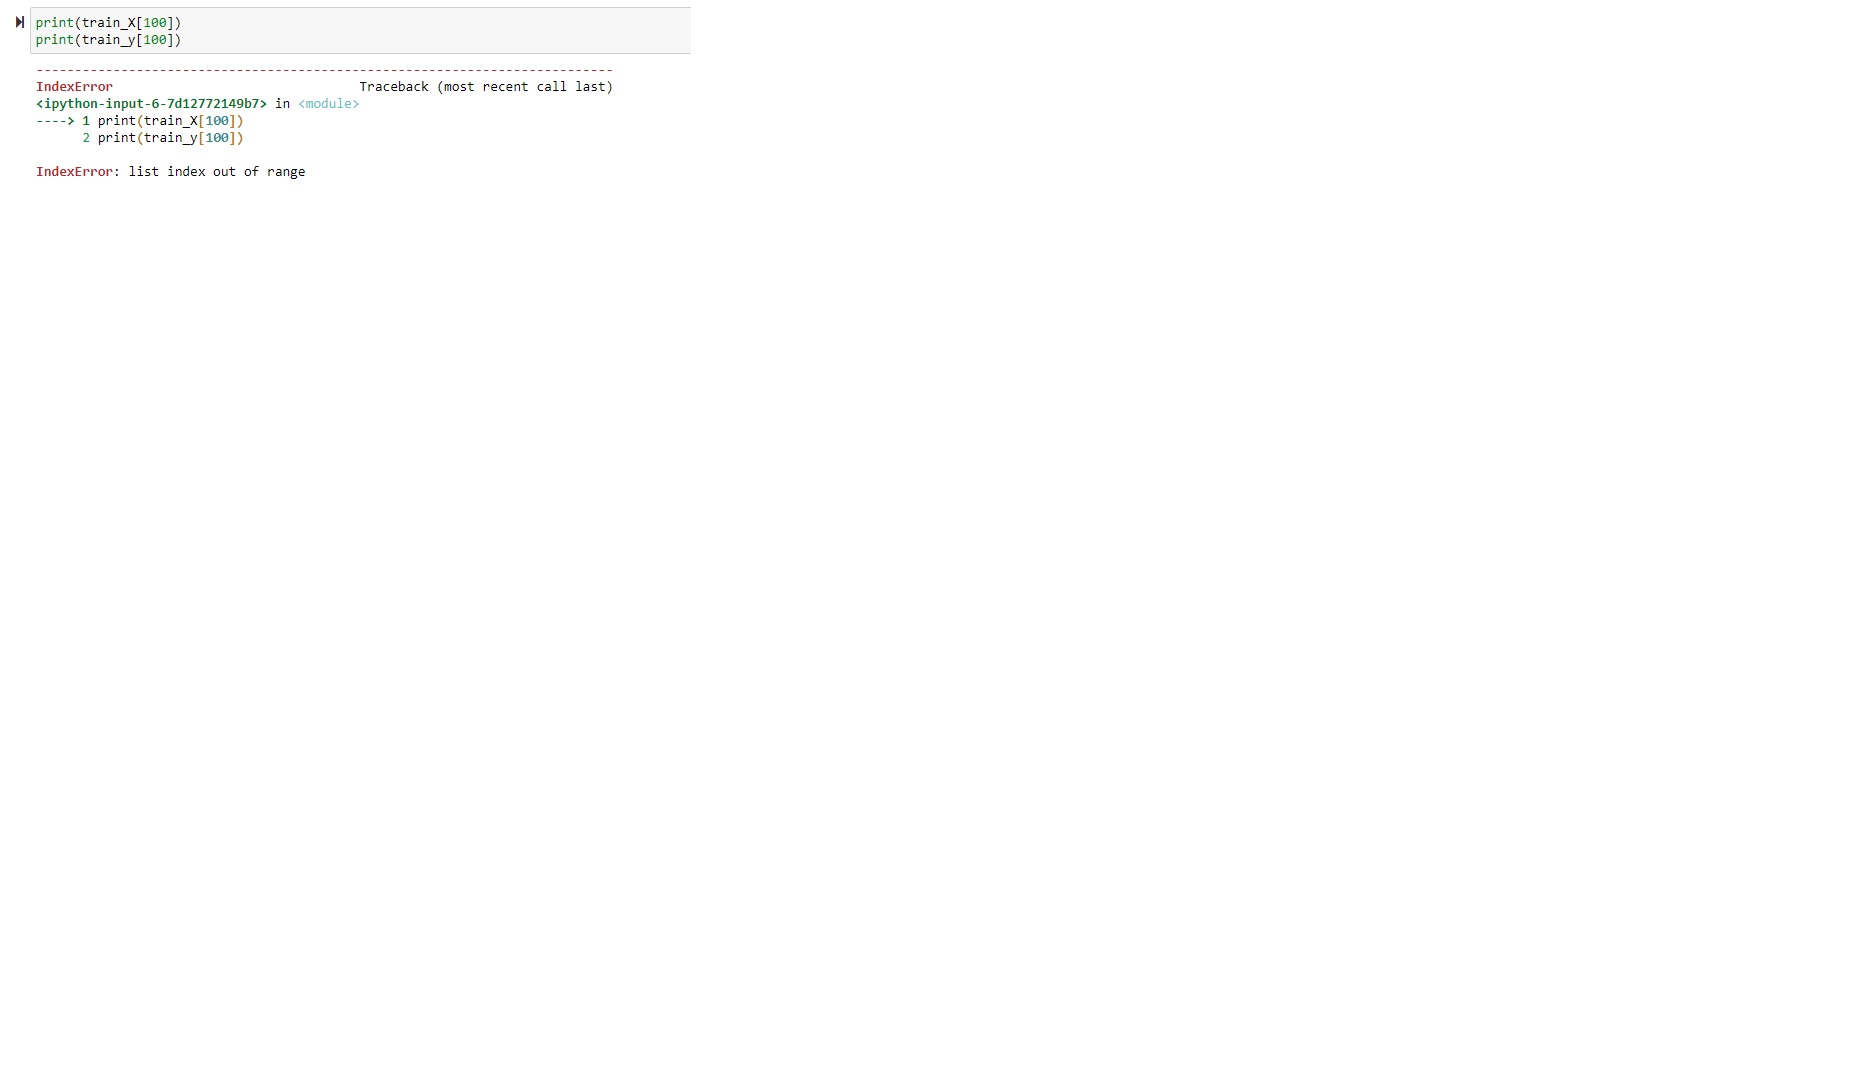 print(train_X[100])
print(train_y[100])
---------------------------------------------------------------------------
IndexError                                Traceback (most recent call last)
<ipython-input-6-7d12772149b7> in <module>
----> 1 print(train_X[100])
      2 print(train_y[100])
IndexError: list index out of range